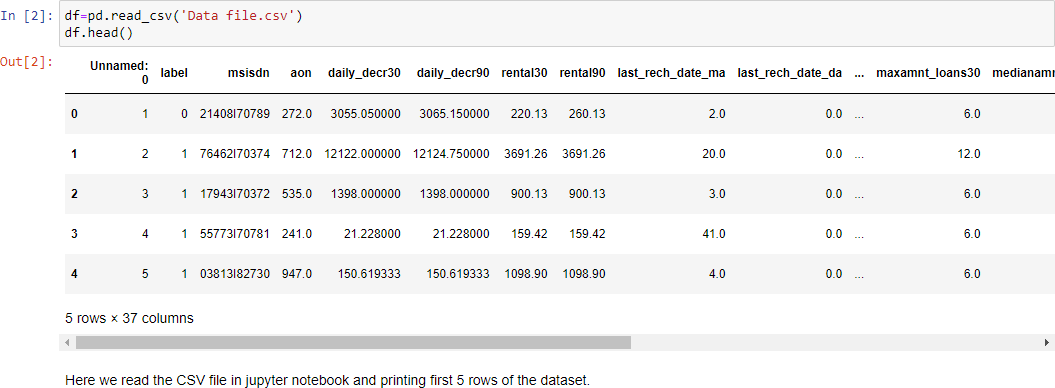 In [2]: df=pd.read_csv('Data file.csv')
df.head()
Out[2]:
Unnamed: 0 label msisdn aon daily_decr30 daily_decr90 rental30 rental90 last_rech_date_ma last_rech_date_da ... maxamnt_loans30 medianamn
0 1 0 21408I70789 272.0 3055.050000 3065.150000 220.13 260.13 2.0 0.0 ... 6.0
1 2 1 76462I70374 712.0 12122.000000 12124.750000 3691.26 3691.26 20.0 0.0 ... 12.0
2 3 1 17943I70372 535.0 1398.000000 1398.000000 900.13 900.13 3.0 0.0 ... 6.0
3 4 1 55773I70781 241.0 21.228000 21.228000 159.42 159.42 41.0 0.0 ... 6.0
4 5 1 03813I82730 947.0 150.619333 150.619333 1098.90 1098.90 4.0 0.0 ... 6.0
5 rows × 37 columns
Here we read the CSV file in jupyter notebook and printing first 5 rows of the dataset.